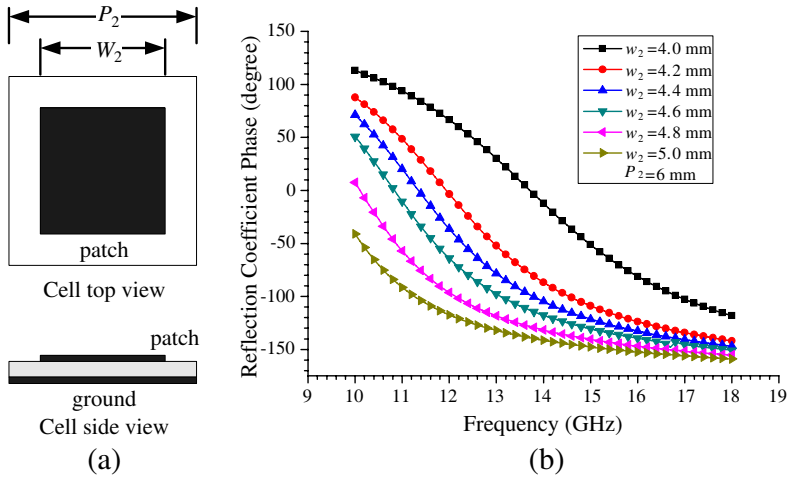 P₂
W₂
patch
Cell top view
patch
ground
Cell side view
(a)
Reflection Coefficient Phase (degree)
150
100
50
0
-50
-100
-150
9 10 11 12 13 14 15 16 17 18 19
Frequency (GHz)
w₂=4.0 mm
w₂=4.2 mm
w₂=4.4 mm
w₂=4.6 mm
w₂=4.8 mm
w₂=5.0 mm
P₂=6 mm
(b)